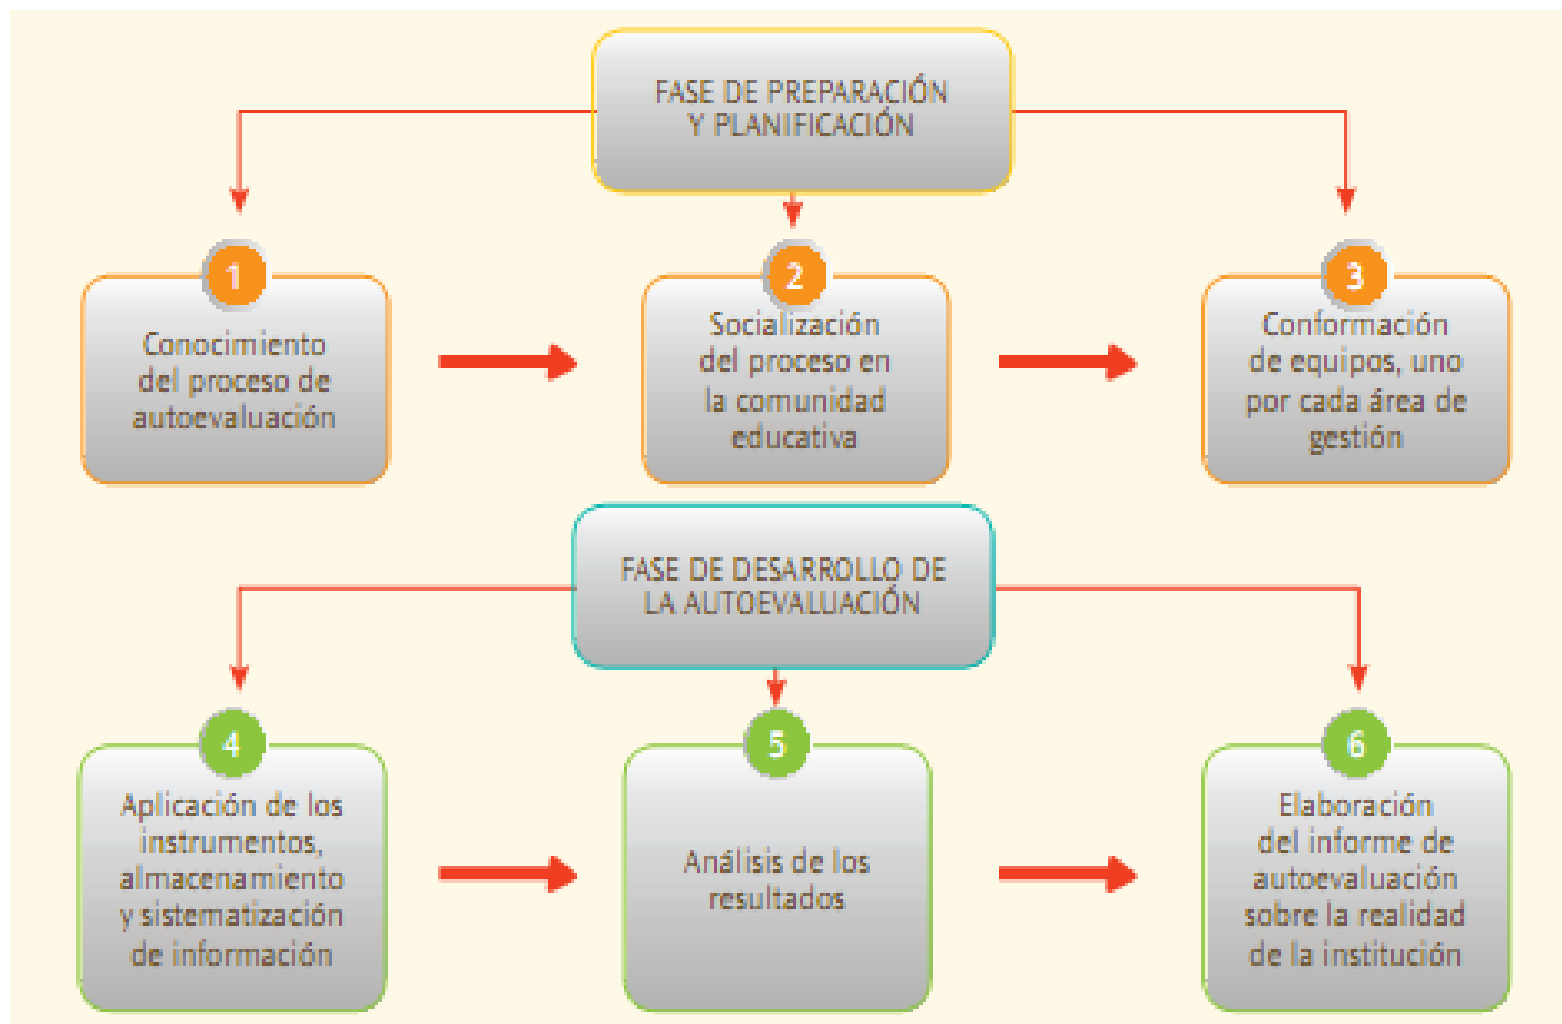 FASE DE PREPARACIÓN
Y PLANIFICACIÓN
1
Conocimiento
del proceso de
autoevaluación
2
Socialización
del proceso en
la comunidad
educativa
3
Conformación
de equipos, uno
por cada área de
gestión
FASE DE DESARROLLO DE
LA AUTOEVALUACIÓN
4
Aplicación de los
instrumentos,
almacenamiento
y sistematización
de información
5
Análisis de los
resultados
6
Elaboración
del informe de
autoevaluación
sobre la realidad
de la institución